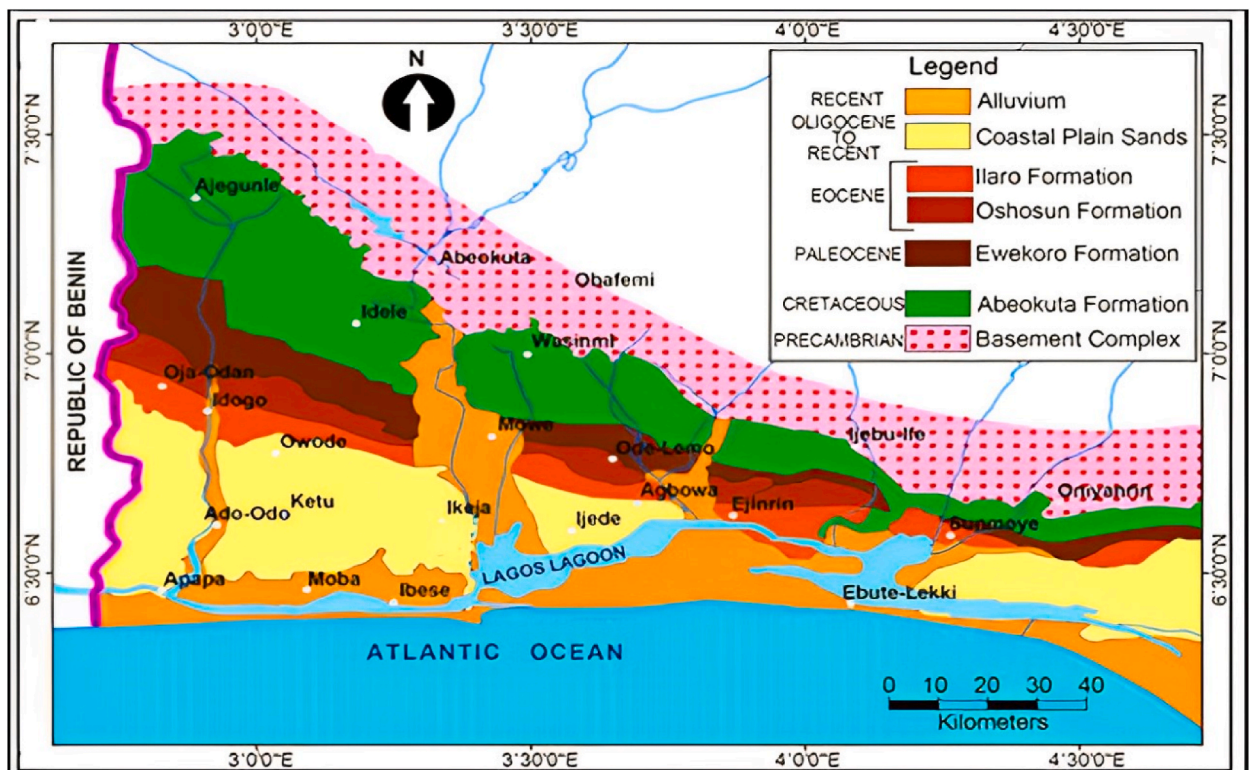 3°0'0"E 3°30'0"E 4°0'0"E 4°30'0"E
N
Legend
RECENT Alluvium
OLIGOCENE TO RECENT Coastal Plain Sands
EOCENE Ilaro Formation
Oshosun Formation
PALEOCENE Ewekoro Formation
CRETACEOUS Abeokuta Formation
PRECAMBRIAN Basement Complex
7°30'0"N 7°30'0"N
7°0'0"N 7°0'0"N
6°30'0"N 6°30'0"N
REPUBLIC OF BENIN
Ajegunle
Abeokuta
Obafemi
Idele
Wasinmi
Oja-Odan
Idogo
Mowe
Ijebu-Ife
Owode
Ode-Lemo
Agbowa
Ketu
Ikeja
Ejinrin
Ado-Odo
Ijede
Sunmoye
LAGOS LAGOON
Apapa
Moba
Ibese
Ebute-Lekki
ATLANTIC OCEAN
0 10 20 30 40
Kilometers
3°0'0"E 3°30'0"E 4°0'0"E 4°30'0"E